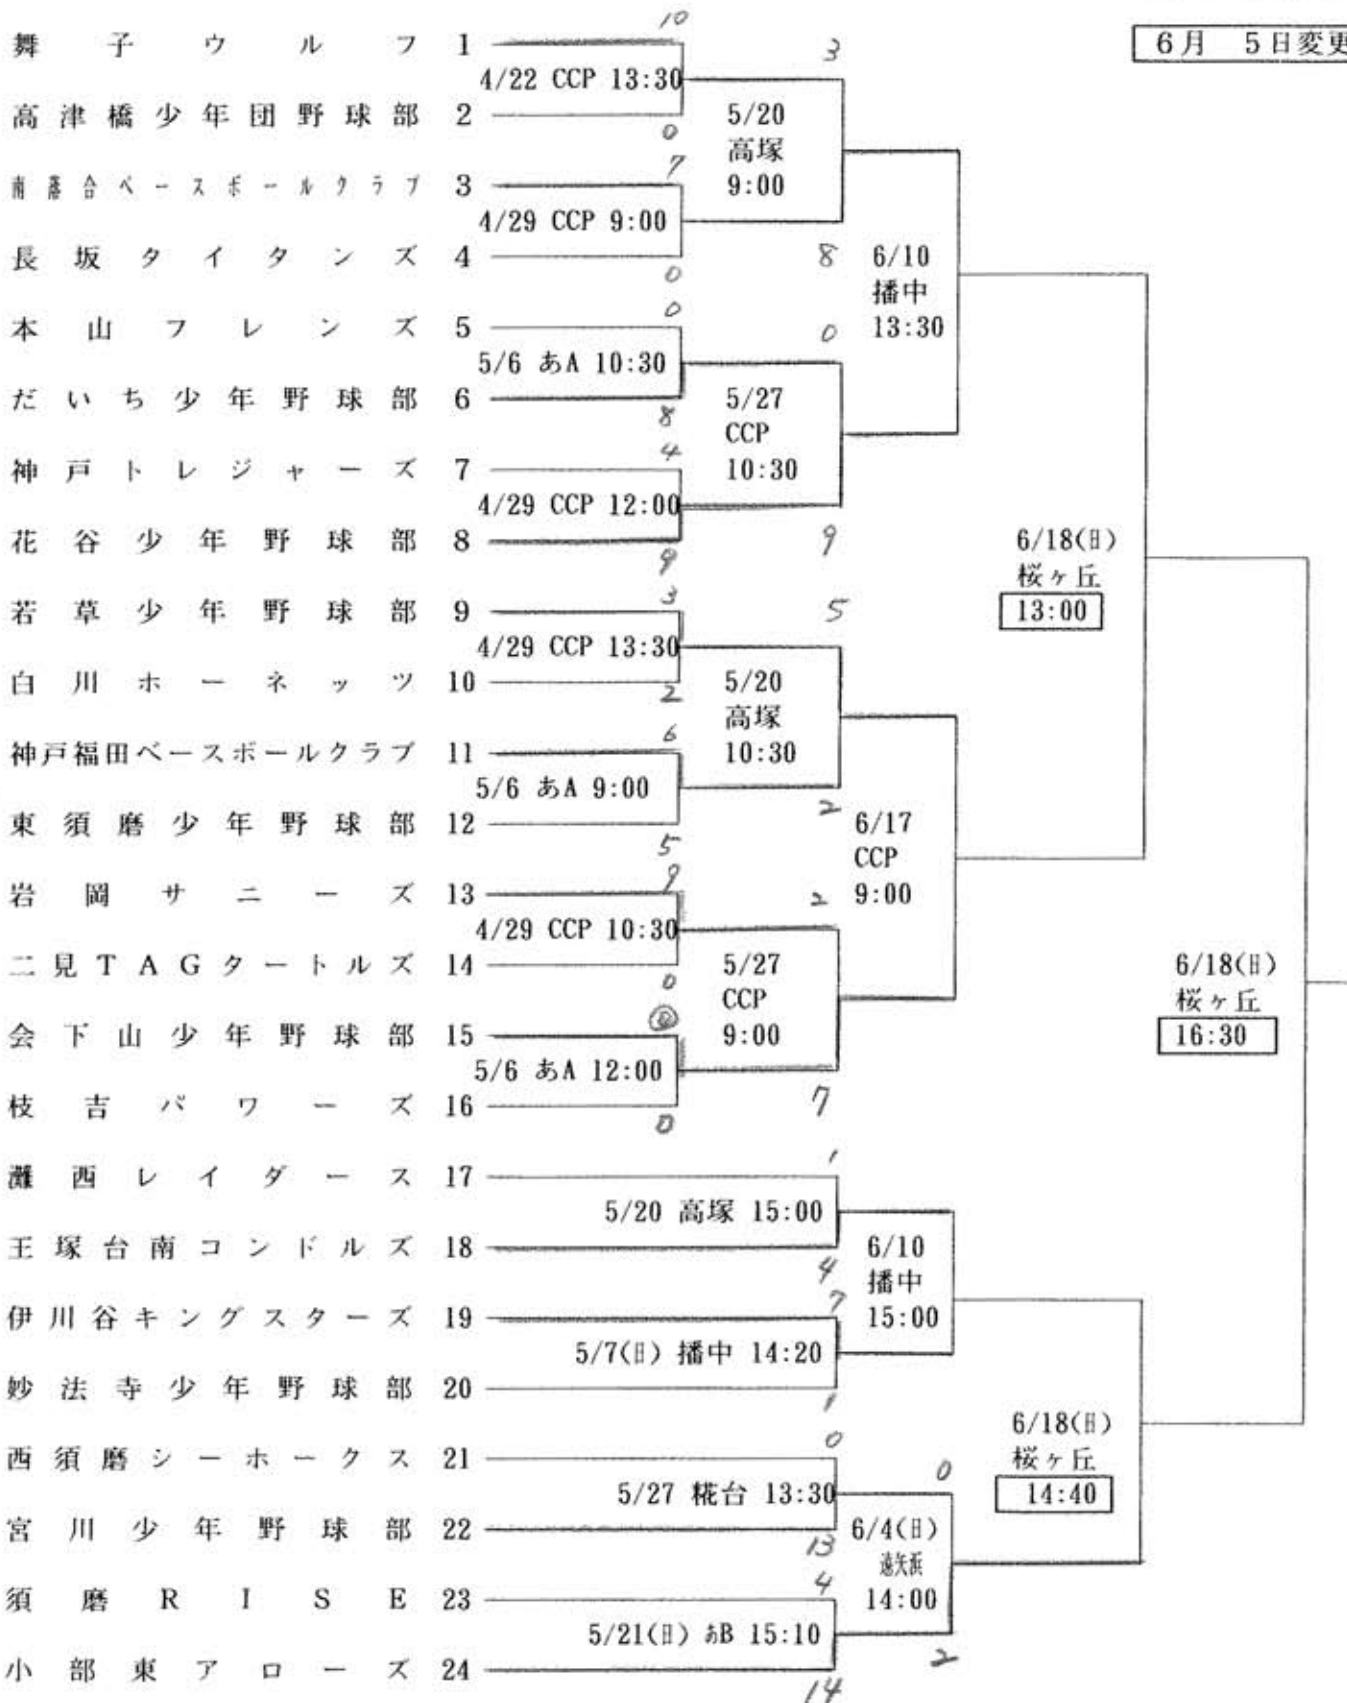 6月 5日変更
舞子ウルフ 1
10
4/22 CCP 13:30
高津橋少年団野球部 2
0
3
5/20
高塚
9:00
南落合ベースボールクラブ 3
7
4/29 CCP 9:00
長坂タイタンズ 4
0
8
6/10
播中
13:30
本山フレンズ 5
0
5/6 あA 10:30
だいち少年野球部 6
8
0
5/27
CCP
10:30
神戸トレジャーズ 7
4
4/29 CCP 12:00
花谷少年野球部 8
9
9
6/18(日)
桜ヶ丘
13:00
若草少年野球部 9
3
4/29 CCP 13:30
白川ホーネッツ 10
2
5
5/20
高塚
10:30
神戸福田ベースボールクラブ 11
6
5/6 あA 9:00
東須磨少年野球部 12
5
2
6/17
CCP
9:00
岩岡サニーズ 13
9
4/29 CCP 10:30
二見TAGタートルズ 14
0
2
5/27
CCP
9:00
会下山少年野球部 15
5/6 あA 12:00
枝吉パワーズ 16
0
7
6/18(日)
桜ヶ丘
16:30
灘西レイダース 17
1
5/20 高塚 15:00
王塚台南コンドルズ 18
4
6/10
播中
15:00
伊川谷キングスターズ 19
7
5/7(日) 播中 14:20
妙法寺少年野球部 20
1
6/18(日)
桜ヶ丘
14:40
西須磨シーホークス 21
0
5/27 糀台 13:30
宮川少年野球部 22
13
0
6/4(日)
遠矢浜
14:00
須磨RISE 23
4
5/21(日) あB 15:10
小部東アローズ 24
14
2